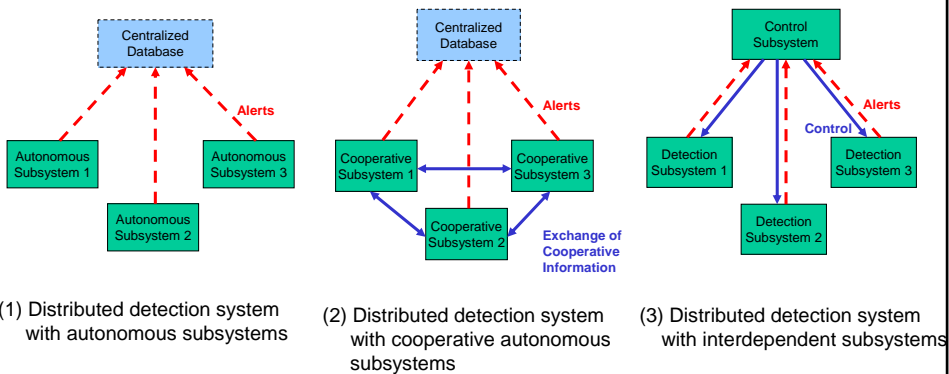 Centralized
Database
Alerts
Autonomous
Subsystem 1
Autonomous
Subsystem 3
Autonomous
Subsystem 2
(1) Distributed detection system
with autonomous subsystems
Centralized
Database
Alerts
Cooperative
Subsystem 1
Cooperative
Subsystem 3
Cooperative
Subsystem 2
Exchange of
Cooperative
Information
(2) Distributed detection system
with cooperative autonomous
subsystems
Control
Subsystem
Alerts
Control
Detection
Subsystem 1
Detection
Subsystem 3
Detection
Subsystem 2
(3) Distributed detection system
with interdependent subsystems